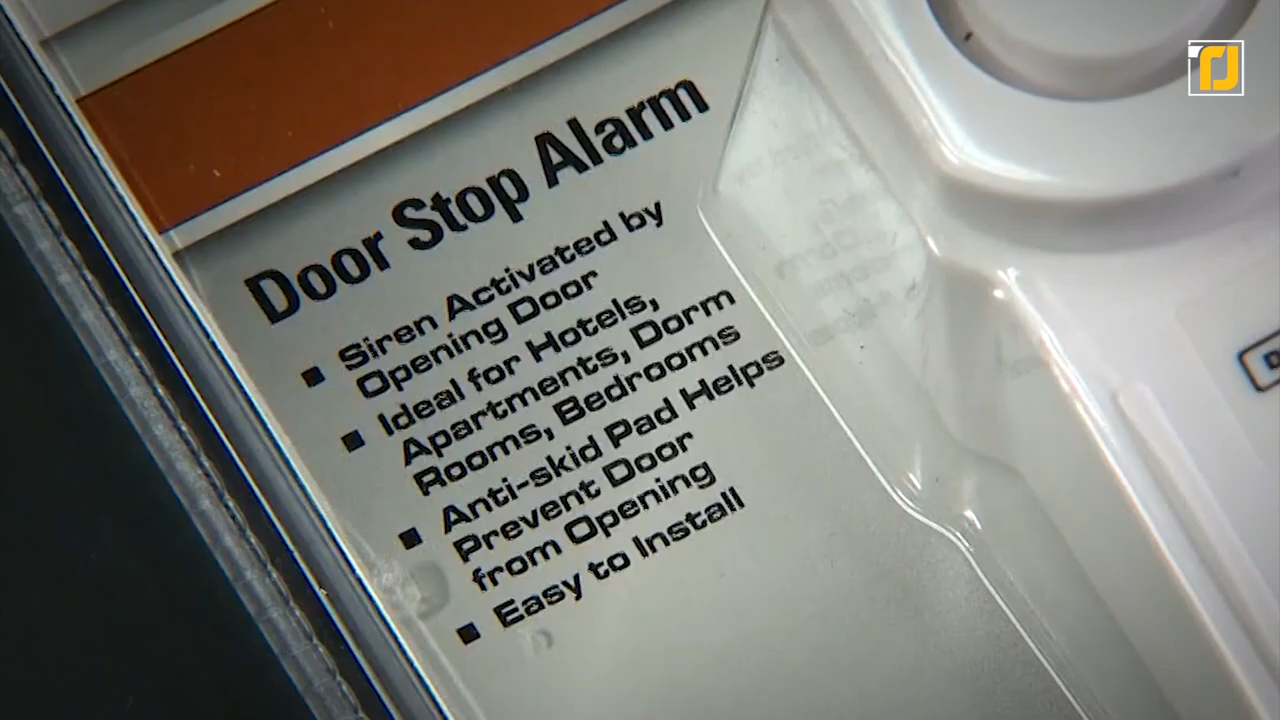 Door Stop Alarm
▪ Siren Activated by
Opening Door
▪ Ideal for Hotels,
Apartments, Dorm
Rooms, Bedrooms
▪ Anti-skid Pad Helps
Prevent Door
from Opening
▪ Easy to Install